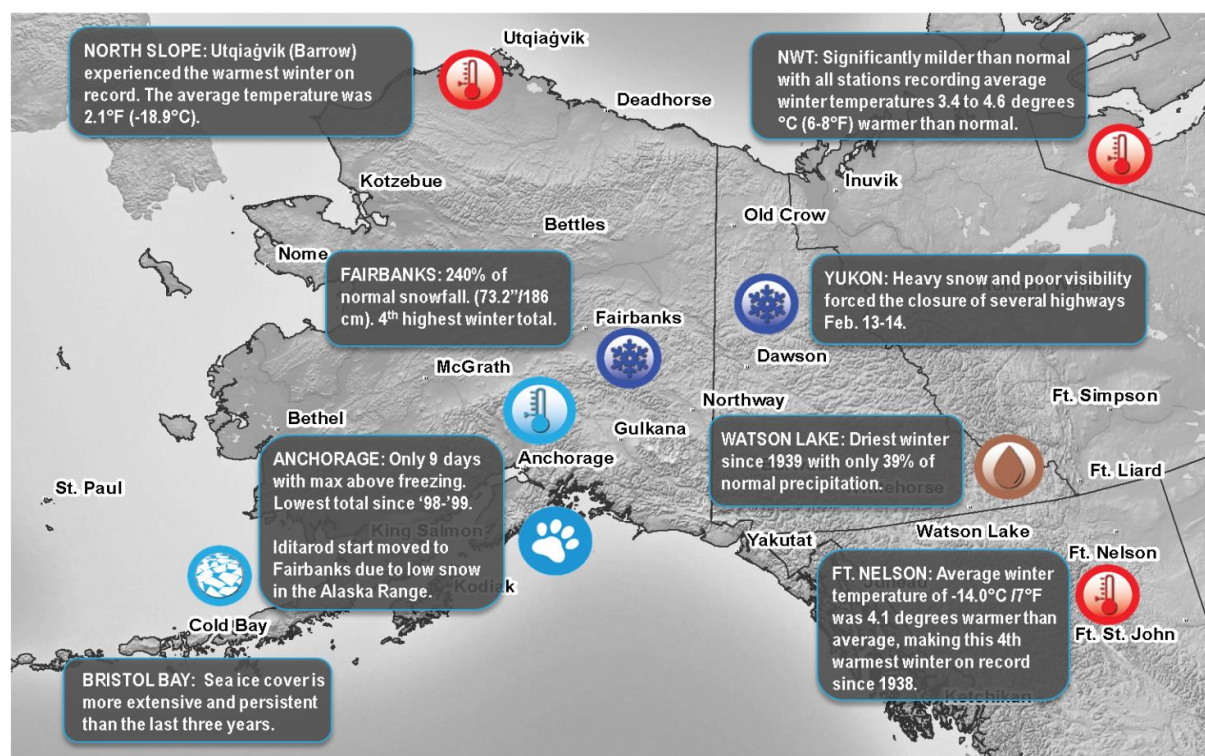 NORTH SLOPE: Utqiaġvik (Barrow)
experienced the warmest winter on
record. The average temperature was
2.1°F (-18.9°C).
Utqiaġvik
NWT: Significantly milder than normal
with all stations recording average
winter temperatures 3.4 to 4.6 degrees
°C (6-8°F) warmer than normal.
Deadhorse
Kotzebue
Inuvik
Old Crow
Bettles
Nome
FAIRBANKS: 240% of
normal snowfall. (73.2”/186
cm). 4th highest winter total.
YUKON: Heavy snow and poor visibility
forced the closure of several highways
Feb. 13-14.
Norman Wells
Fairbanks
Dawson
McGrath
Northway
Ft. Simpson
Bethel
Gulkana
ANCHORAGE: Only 9 days
with max above freezing.
Lowest total since ‘98-’99.
Iditarod start moved to
Fairbanks due to low snow
in the Alaska Range.
Anchorage
WATSON LAKE: Driest winter
since 1939 with only 39% of
normal precipitation.
Whitehorse
Ft. Liard
St. Paul
King Salmon
Yakutat
Watson Lake
Ft. Nelson
Kodiak
FT. NELSON: Average winter
temperature of -14.0°C /7°F
was 4.1 degrees warmer than
average, making this 4th
warmest winter on record
since 1938.
Juneau
Cold Bay
Ft. St. John
BRISTOL BAY: Sea ice cover is
more extensive and persistent
than the last three years.
Ketchikan